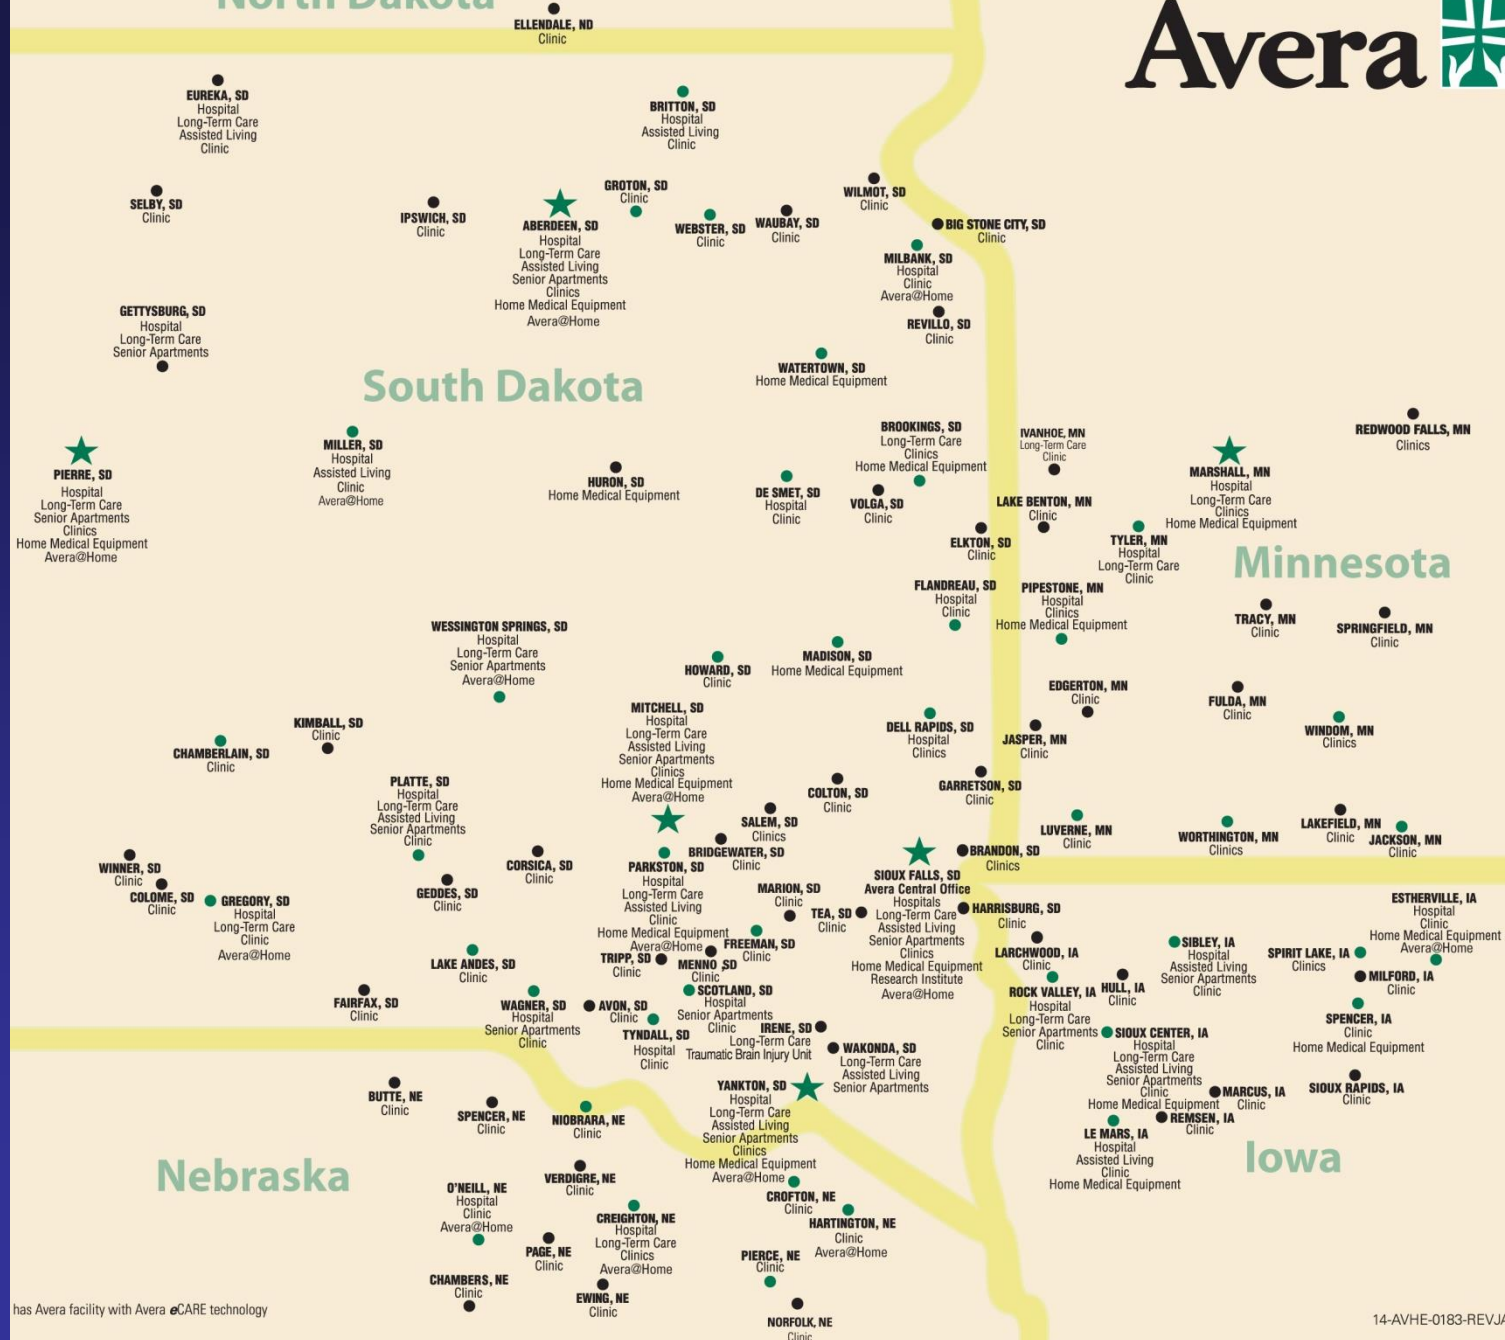 North Dakota
Avera
ELLENDALE, ND
Clinic
EUREKA, SD
Hospital
Long-Term Care
Assisted Living
Clinic
BRITTON, SD
Hospital
Assisted Living
Clinic
SELBY, SD
Clinic
IPSWICH, SD
Clinic
ABERDEEN, SD
Hospital
Long-Term Care
Assisted Living
Senior Apartments
Clinics
Home Medical Equipment
Avera@Home
GROTON, SD
Clinic
WEBSTER, SD
Clinic
WAUBAY, SD
Clinic
WILMOT, SD
Clinic
BIG STONE CITY, SD
Clinic
MILBANK, SD
Hospital
Clinic
Avera@Home
REVILLO, SD
Clinic
GETTYSBURG, SD
Hospital
Long-Term Care
Senior Apartments
South Dakota
WATERTOWN, SD
Home Medical Equipment
PIERRE, SD
Hospital
Long-Term Care
Senior Apartments
Clinics
Home Medical Equipment
Avera@Home
MILLER, SD
Hospital
Assisted Living
Clinic
Avera@Home
HURON, SD
Home Medical Equipment
DE SMET, SD
Hospital
Clinic
BROOKINGS, SD
Long-Term Care
Clinics
Home Medical Equipment
VOLGA, SD
Clinic
ELKTON, SD
Clinic
IVANHOE, MN
Long-Term Care
Clinic
LAKE BENTON, MN
Clinic
MARSHALL, MN
Hospital
Long-Term Care
Clinics
Home Medical Equipment
REDWOOD FALLS, MN
Clinics
TYLER, MN
Hospital
Long-Term Care
Clinic
Minnesota
FLANDREAU, SD
Hospital
Clinic
PIPESTONE, MN
Hospital
Clinics
Home Medical Equipment
TRACY, MN
Clinic
SPRINGFIELD, MN
Clinic
WESSINGTON SPRINGS, SD
Hospital
Long-Term Care
Senior Apartments
Avera@Home
HOWARD, SD
Clinic
MADISON, SD
Home Medical Equipment
EDGERTON, MN
Clinic
FULDA, MN
Clinic
WINDOM, MN
Clinics
CHAMBERLAIN, SD
Clinic
KIMBALL, SD
Clinic
MITCHELL, SD
Hospital
Long-Term Care
Assisted Living
Senior Apartments
Clinics
Home Medical Equipment
Avera@Home
DELL RAPIDS, SD
Hospital
Clinics
JASPER, MN
Clinic
PLATTE, SD
Hospital
Long-Term Care
Assisted Living
Senior Apartments
Clinic
COLTON, SD
Clinic
GARRETSON, SD
Clinic
SALEM, SD
Clinics
LUVERNE, MN
Clinic
WORTHINGTON, MN
Clinics
LAKEFIELD, MN
Clinic
JACKSON, MN
Clinic
WINNER, SD
Clinic
COLOME, SD
Clinic
GREGORY, SD
Hospital
Long-Term Care
Clinic
Avera@Home
GEDDES, SD
Clinic
CORSICA, SD
Clinic
PARKSTON, SD
Hospital
Long-Term Care
Assisted Living
Clinic
Home Medical Equipment
Avera@Home
BRIDGEWATER, SD
Clinic
MARION, SD
Clinic
TEA, SD
Clinic
SIOUX FALLS, SD
Avera Central Office
Hospitals
Long-Term Care
Assisted Living
Senior Apartments
Clinics
Home Medical Equipment
Research Institute
Avera@Home
BRANDON, SD
Clinics
HARRISBURG, SD
Clinic
LARCHWOOD, IA
Clinic
ESTHERVILLE, IA
Hospital
Clinic
Home Medical Equipment
Avera@Home
SIBLEY, IA
Hospital
Assisted Living
Senior Apartments
Clinic
SPIRIT LAKE, IA
Clinics
MILFORD, IA
Clinic
LAKE ANDES, SD
Clinic
TRIPP, SD
Clinic
MENNO, SD
Clinic
FREEMAN, SD
Clinic
FAIRFAX, SD
Clinic
WAGNER, SD
Hospital
Senior Apartments
Clinic
AVON, SD
Clinic
SCOTLAND, SD
Hospital
Senior Apartments
Clinic
TYNDALL, SD
Hospital
Clinic
IRENE, SD
Long-Term Care
Traumatic Brain Injury Unit
WAKONDA, SD
Long-Term Care
Assisted Living
Senior Apartments
ROCK VALLEY, IA
Hospital
Long-Term Care
Senior Apartments
Clinic
HULL, IA
Clinic
SIOUX CENTER, IA
Hospital
Long-Term Care
Assisted Living
Senior Apartments
Clinic
Home Medical Equipment
SPENCER, IA
Clinic
Home Medical Equipment
SIOUX RAPIDS, IA
Clinic
MARCUS, IA
Clinic
REMSEN, IA
Clinic
LE MARS, IA
Hospital
Assisted Living
Clinic
Home Medical Equipment
Iowa
BUTTE, NE
Clinic
SPENCER, NE
Clinic
NIOBRARA, NE
Clinic
YANKTON, SD
Hospital
Long-Term Care
Assisted Living
Senior Apartments
Clinics
Home Medical Equipment
Avera@Home
Nebraska
O'NEILL, NE
Hospital
Clinic
Avera@Home
VERDIGRE, NE
Clinic
CREIGHTON, NE
Hospital
Long-Term Care
Clinics
Avera@Home
CROFTON, NE
Clinic
HARTINGTON, NE
Clinic
Avera@Home
PAGE, NE
Clinic
PIERCE, NE
Clinic
CHAMBERS, NE
Clinic
EWING, NE
Clinic
NORFOLK, NE
Clinic
has Avera facility with Avera eCARE technology
14-AVHE-0183-REVJA